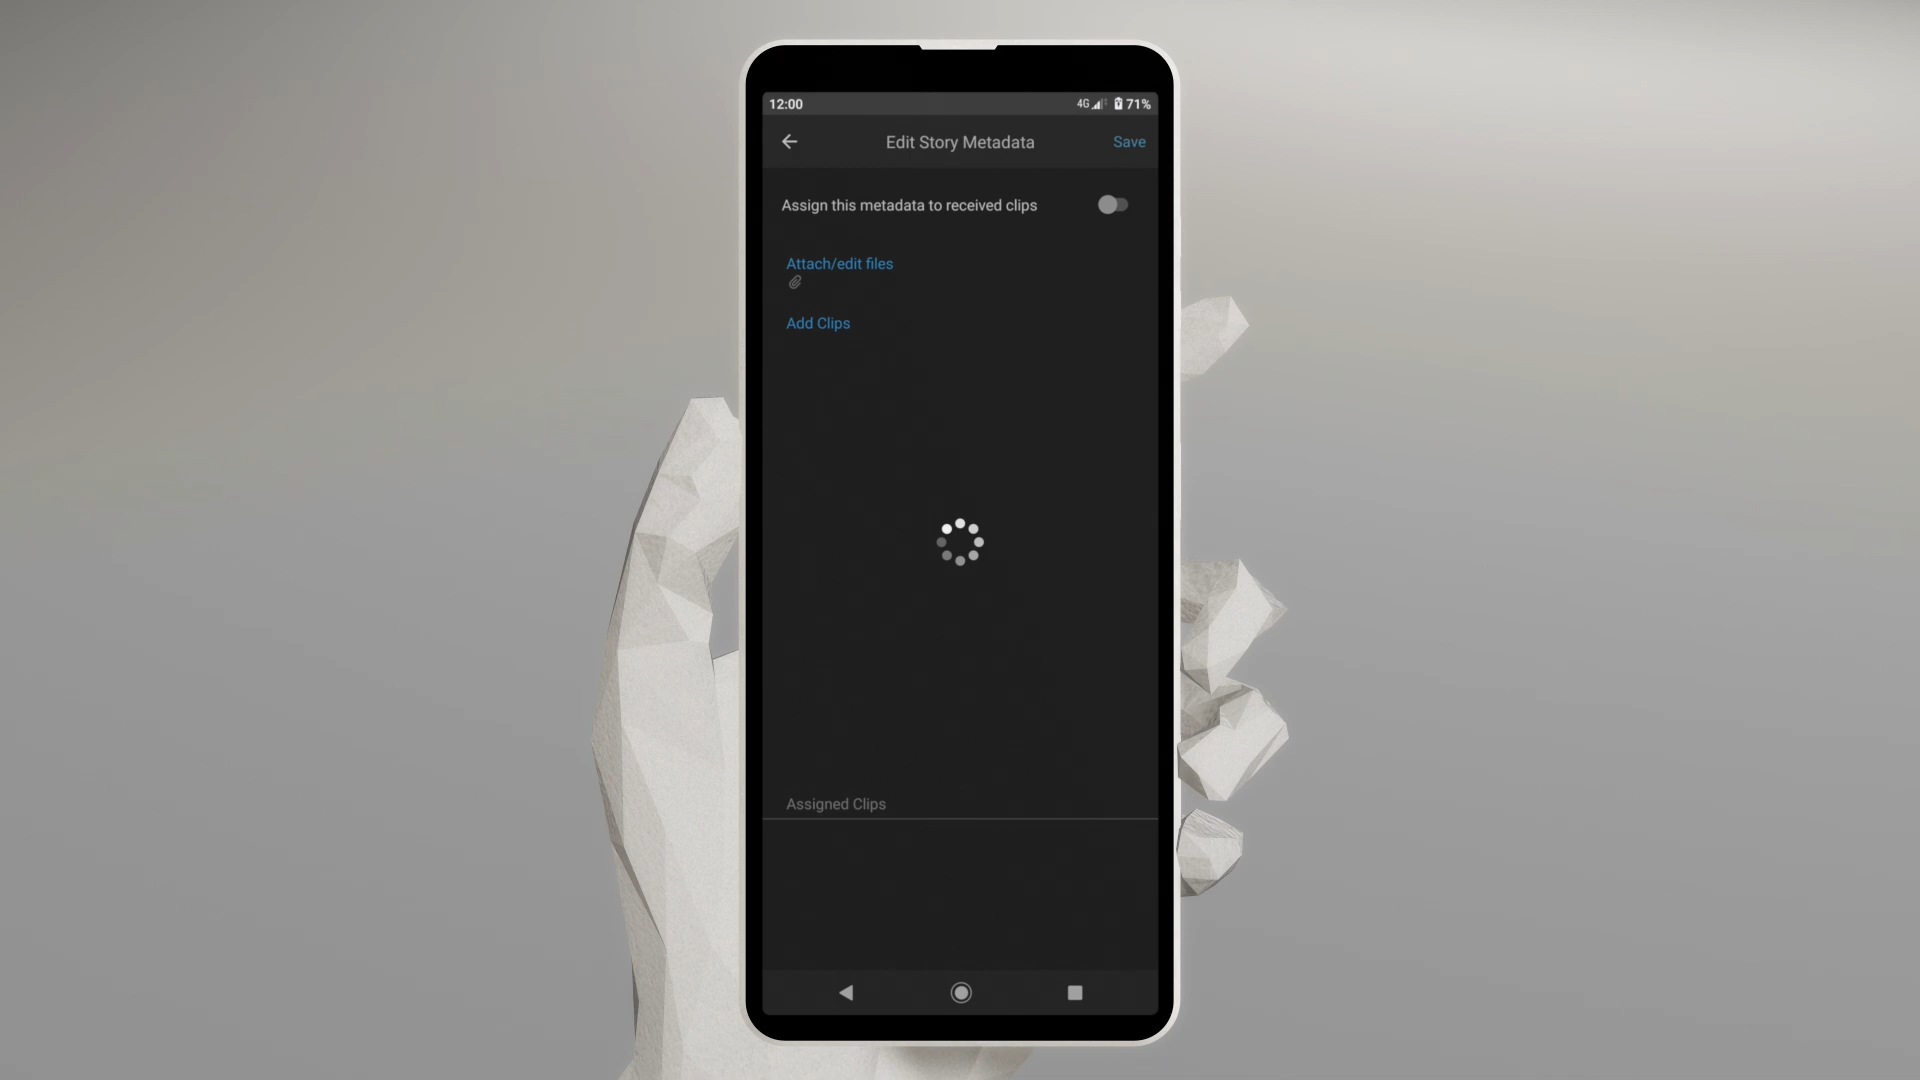 12:00 4G 71%
Edit Story Metadata Save
Assign this metadata to received clips
Attach/edit files
Add Clips
Assigned Clips